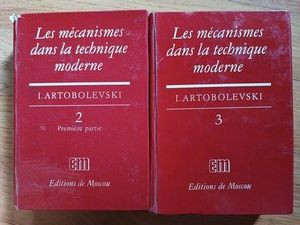 Les mécanismes
dans la technique
moderne
I. ARTOBOLEVSKI
2
Première partie
EM
Editions de Moscou
Les mécanismes
dans la technique
moderne
I. ARTOBOLEVSKI
3
EM
Editions de Moscou